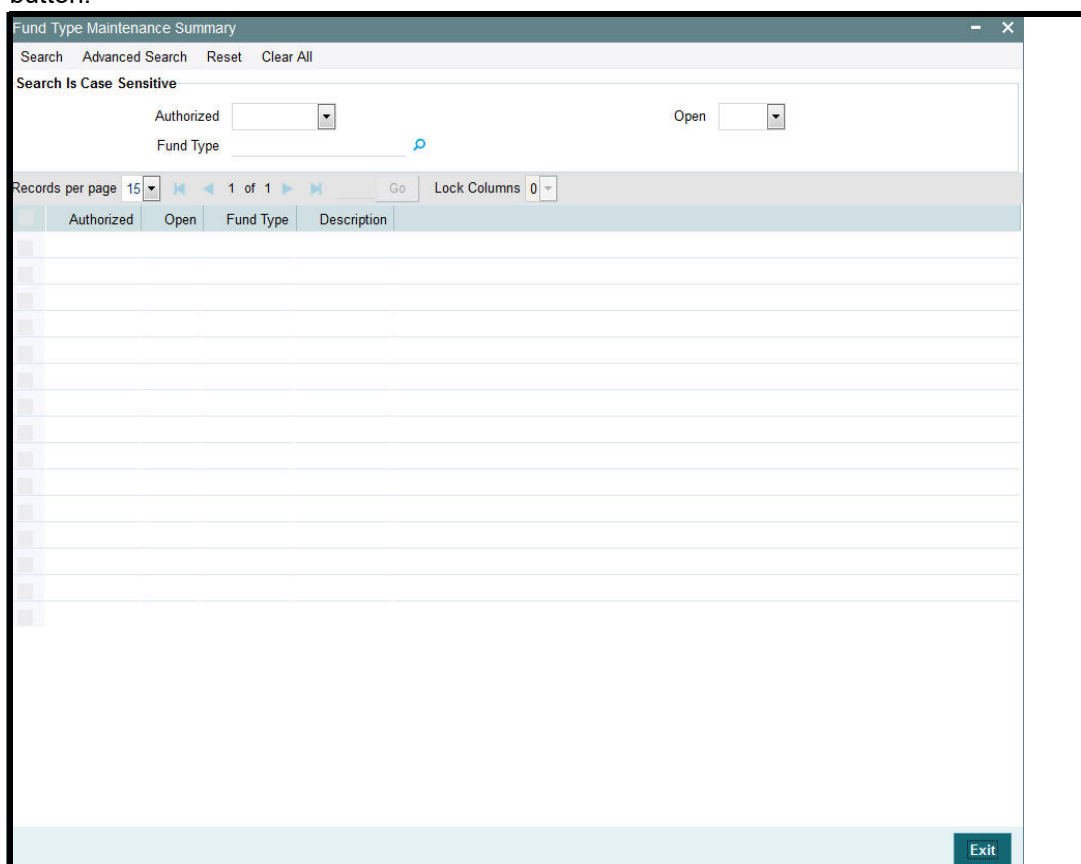 button.
Fund Type Maintenance Summary
Search Advanced Search Reset Clear All
Search Is Case Sensitive
Authorized Open
Fund Type
Records per page 15 1 of 1 Go Lock Columns 0
Authorized Open Fund Type Description
Exit